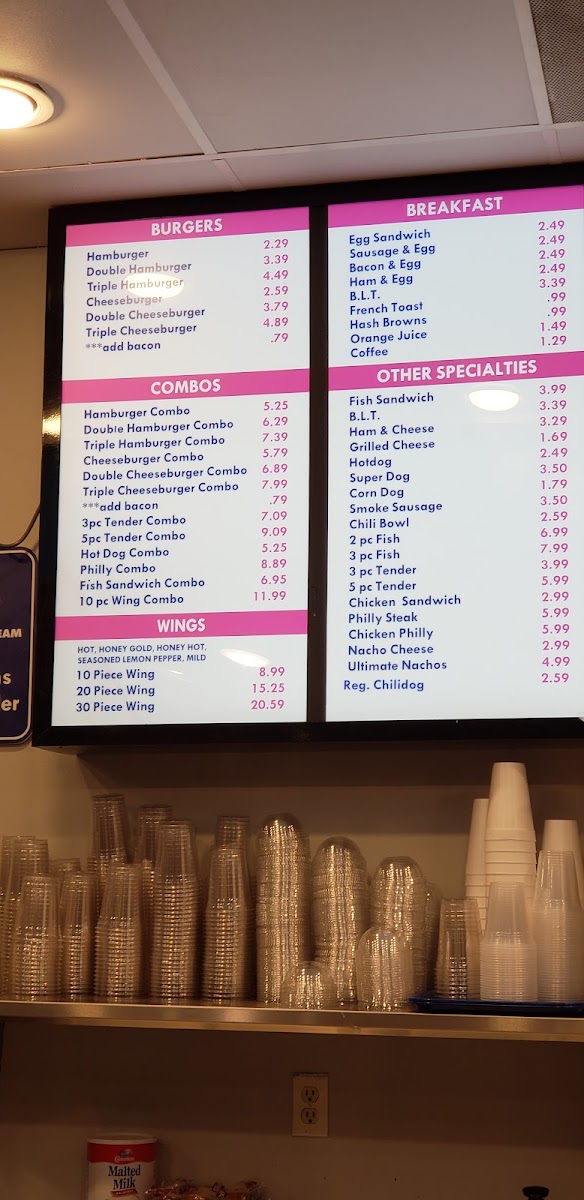 BURGERS
Hamburger 2.29
Double Hamburger 3.39
Triple Hamburger 4.49
Cheeseburger 2.59
Double Cheeseburger 3.79
Triple Cheeseburger 4.89
***add bacon .79
COMBOS
Hamburger Combo 5.25
Double Hamburger Combo 6.29
Triple Hamburger Combo 7.39
Cheeseburger Combo 5.79
Double Cheeseburger Combo 6.89
Triple Cheeseburger Combo 7.99
***add bacon .79
3pc Tender Combo 7.09
5pc Tender Combo 9.09
Hot Dog Combo 5.25
Philly Combo 8.89
Fish Sandwich Combo 6.95
10 pc Wing Combo 11.99
WINGS
HOT, HONEY GOLD, HONEY HOT,
SEASONED LEMON PEPPER, MILD
10 Piece Wing 8.99
20 Piece Wing 15.25
30 Piece Wing 20.59
BREAKFAST
Egg Sandwich 2.49
Sausage & Egg 2.49
Bacon & Egg 2.49
Ham & Egg 2.49
B.L.T. 3.39
French Toast .99
Hash Browns .99
Orange Juice 1.49
Coffee 1.29
OTHER SPECIALTIES
Fish Sandwich 3.99
B.L.T. 3.39
Ham & Cheese 3.29
Grilled Cheese 1.69
Hotdog 2.49
Super Dog 3.50
Corn Dog 1.79
Smoke Sausage 3.50
Chili Bowl 2.59
2 pc Fish 6.99
3 pc Fish 7.99
3 pc Tender 3.99
5 pc Tender 5.99
Chicken Sandwich 2.99
Philly Steak 5.99
Chicken Philly 5.99
Nacho Cheese 2.99
Ultimate Nachos 4.99
Reg. Chilidog 2.59
EAM
ns
er
Malted
Milk